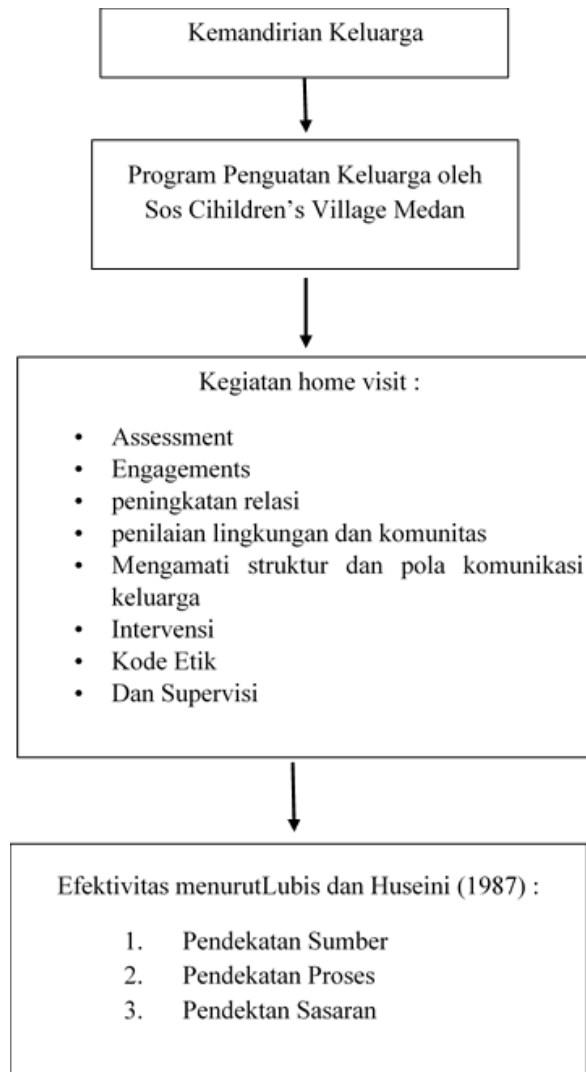 Kemandirian Keluarga
Program Penguatan Keluarga oleh
Sos Cihildren's Village Medan
Kegiatan home visit :
• Assessment
• Engagements
• peningkatan relasi
• penilaian lingkungan dan komunitas
• Mengamati struktur dan pola komunikasi
keluarga
• Intervensi
• Kode Etik
• Dan Supervisi
Efektivitas menurutLubis dan Huseini (1987) :
1. Pendekatan Sumber
2. Pendekatan Proses
3. Pendektan Sasaran